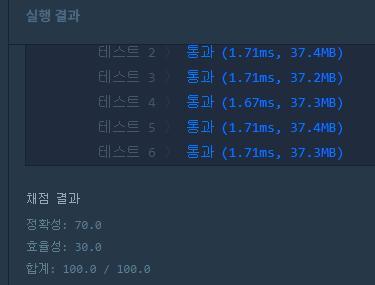 실행 결과
테스트 2 〉 통과 (1.71ms, 37.4MB)
테스트 3 〉 통과 (1.71ms, 37.2MB)
테스트 4 〉 통과 (1.67ms, 37.3MB)
테스트 5 〉 통과 (1.71ms, 37.4MB)
테스트 6 〉 통과 (1.71ms, 37.3MB)
채점 결과
정확성: 70.0
효율성: 30.0
합계: 100.0 / 100.0